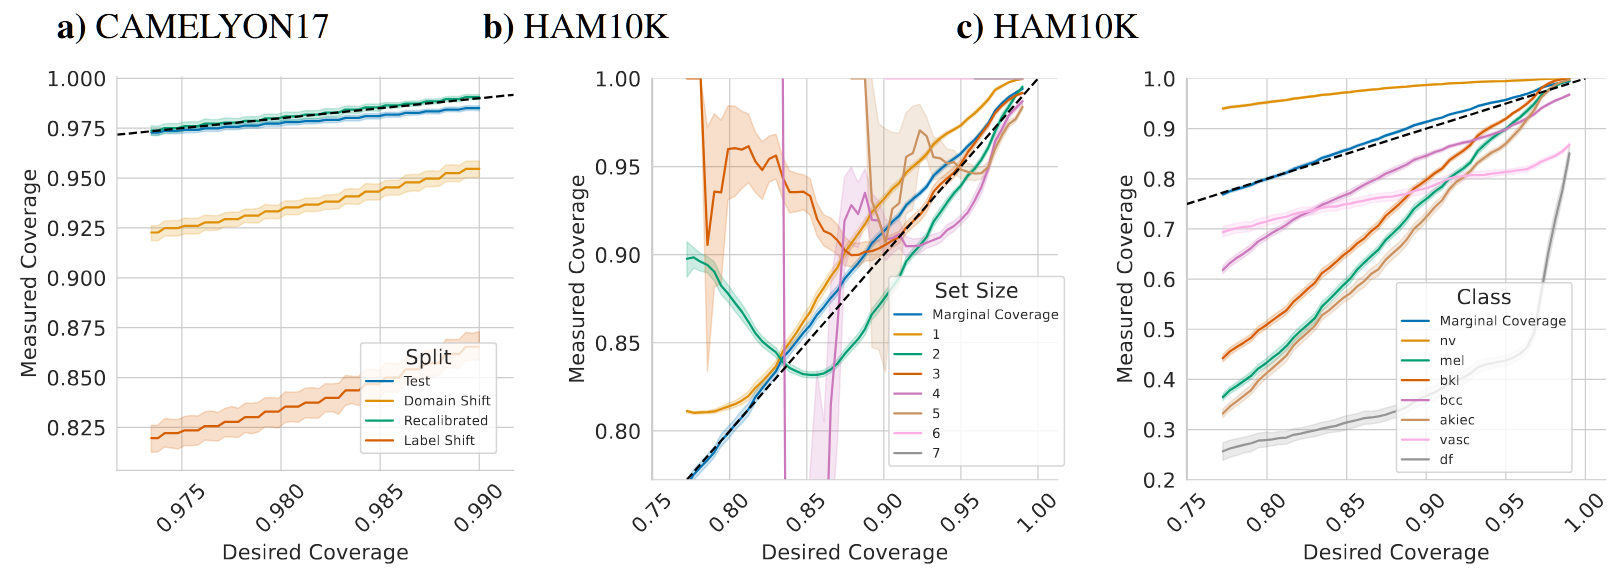 a) CAMELYON17
b) HAM10K
c) HAM10K
1.000
0.975
0.950
0.925
0.900
0.875
0.850
0.825
Measured Coverage
0.975
0.980
0.985
0.990
Desired Coverage
Split
Test
Domain Shift
Recalibrated
Label Shift
1.00
0.95
0.90
0.85
0.80
Measured Coverage
0.75
0.80
0.85
0.90
0.95
1.00
Desired Coverage
Set Size
Marginal Coverage
1
2
3
4
5
6
7
1.0
0.9
0.8
0.7
0.6
0.5
0.4
0.3
0.2
Measured Coverage
0.75
0.80
0.85
0.90
0.95
1.00
Desired Coverage
Class
Marginal Coverage
nv
mel
bkl
bcc
akiec
vasc
df